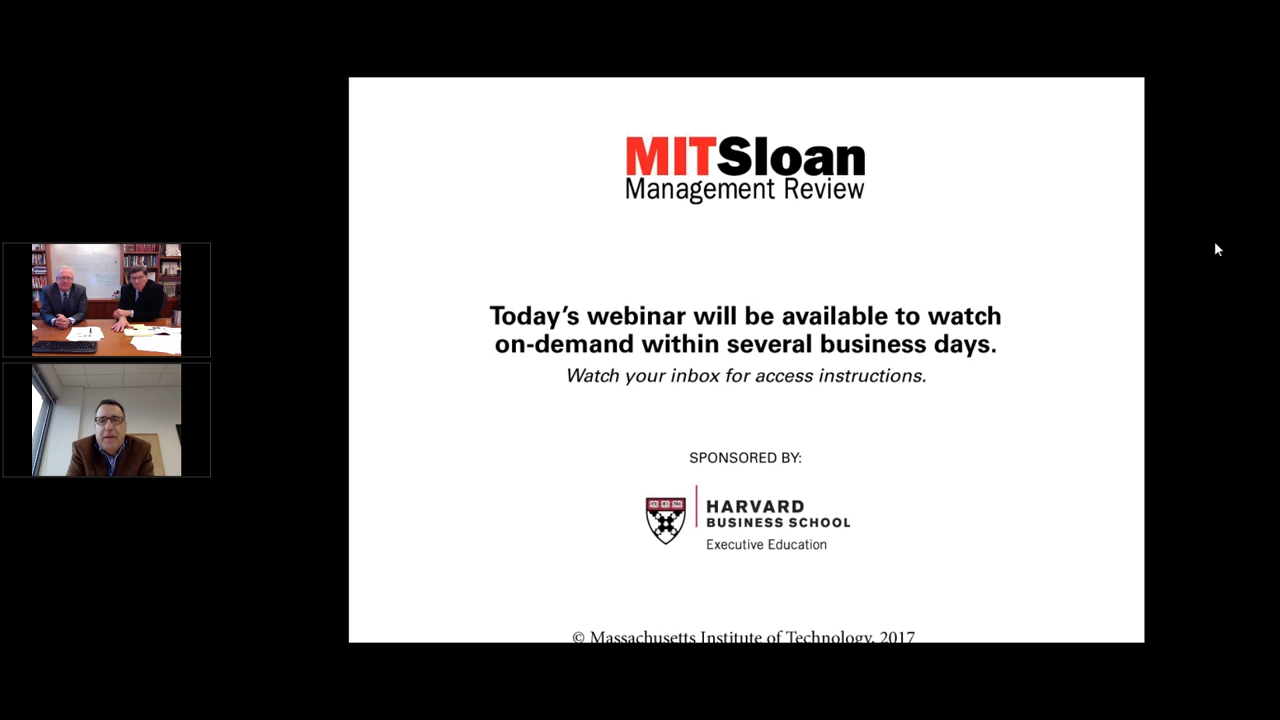 MITSloan
Management Review
Today's webinar will be available to watch
on-demand within several business days.
Watch your inbox for access instructions.
SPONSORED BY:
HARVARD
BUSINESS SCHOOL
Executive Education
© Massachusetts Institute of Technology, 2017